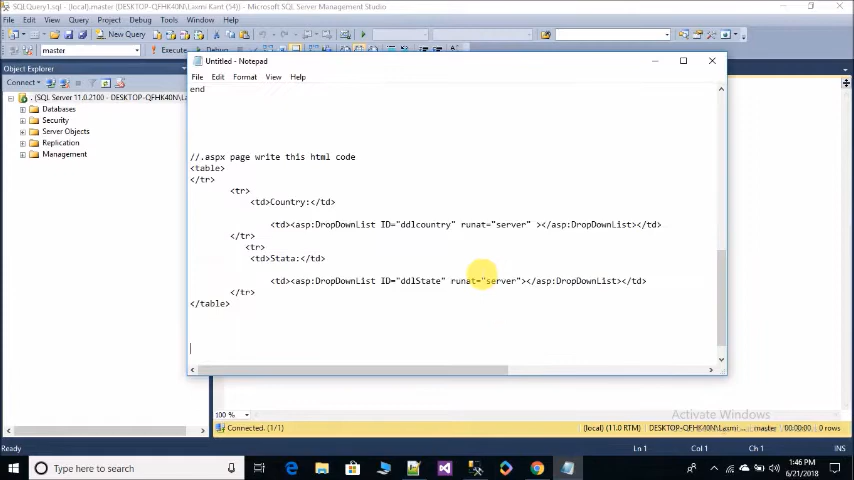 SQLQuery1.sql - (local).master (DESKTOP-QFHK40N\Laxmi Kant (54)) - Microsoft SQL Server Management Studio
File Edit View Query Project Debug Tools Window Help
New Query
master
Execute
Debug
Object Explorer
Connect
. (SQL Server 11.0.2100 - DESKTOP-QFHK40N\La
Databases
Security
Server Objects
Replication
Management
Untitled - Notepad
File Edit Format View Help
end
//.aspx page write this html code
<table>
</tr>
<tr>
<td>Country:</td>
<td><asp:DropDownList ID="ddlcountry" runat="server" ></asp:DropDownList></td>
</tr>
<tr>
<td>Stata:</td>
<td><asp:DropDownList ID="ddlState" runat="server"></asp:DropDownList></td>
</tr>
</table>
100 %
Activate Windows
Connected. (1/1)
(local) (11.0 RTM) DESKTOP-QFHK40N\Laxmi... master 00:00:00 0 rows
Ready
Ln 1 Col 1 Ch 1 INS
Type here to search
1:46 PM
6/21/2018